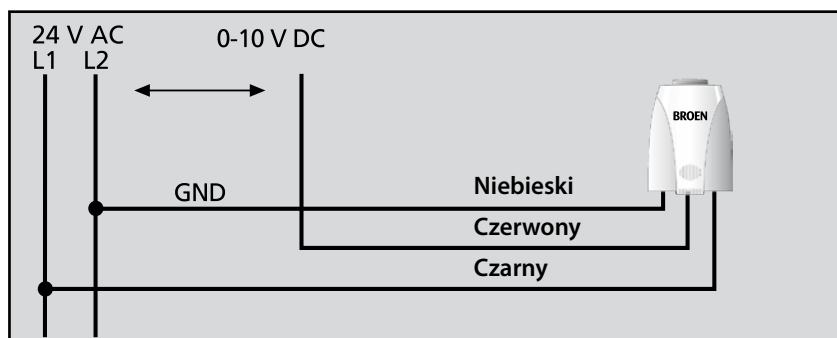 24 V AC
L1 L2
0-10 V DC
BROEN
GND
Niebieski
Czerwony
Czarny